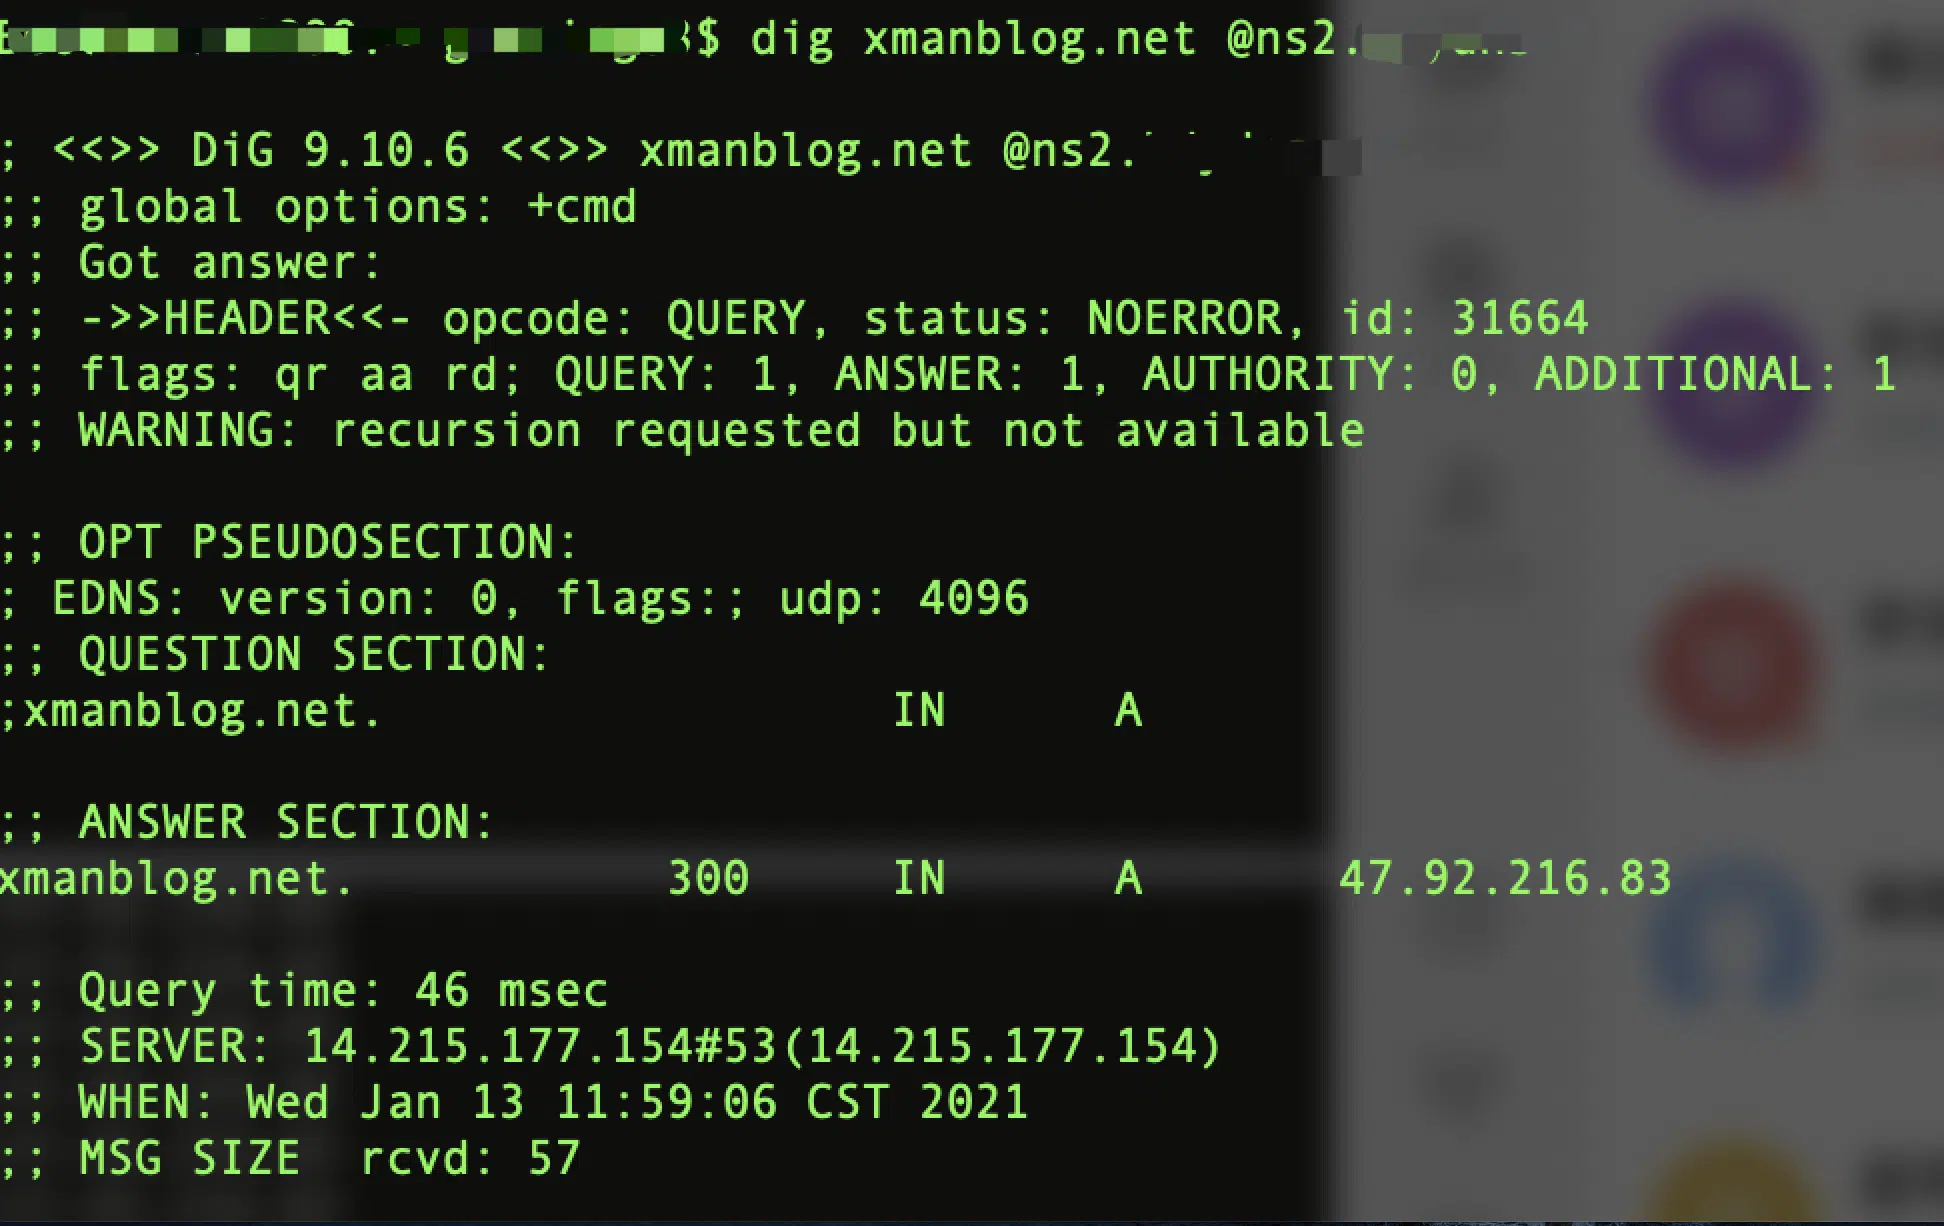 $ dig xmanblog.net @ns2.
; <<>> DiG 9.10.6 <<>> xmanblog.net @ns2.
;; global options: +cmd
;; Got answer:
;; ->>HEADER<<- opcode: QUERY, status: NOERROR, id: 31664
;; flags: qr aa rd; QUERY: 1, ANSWER: 1, AUTHORITY: 0, ADDITIONAL: 1
;; WARNING: recursion requested but not available
;; OPT PSEUDOSECTION:
; EDNS: version: 0, flags:; udp: 4096
;; QUESTION SECTION:
;xmanblog.net. IN A
;; ANSWER SECTION:
xmanblog.net. 300 IN A 47.92.216.83
;; Query time: 46 msec
;; SERVER: 14.215.177.154#53(14.215.177.154)
;; WHEN: Wed Jan 13 11:59:06 CST 2021
;; MSG SIZE rcvd: 57